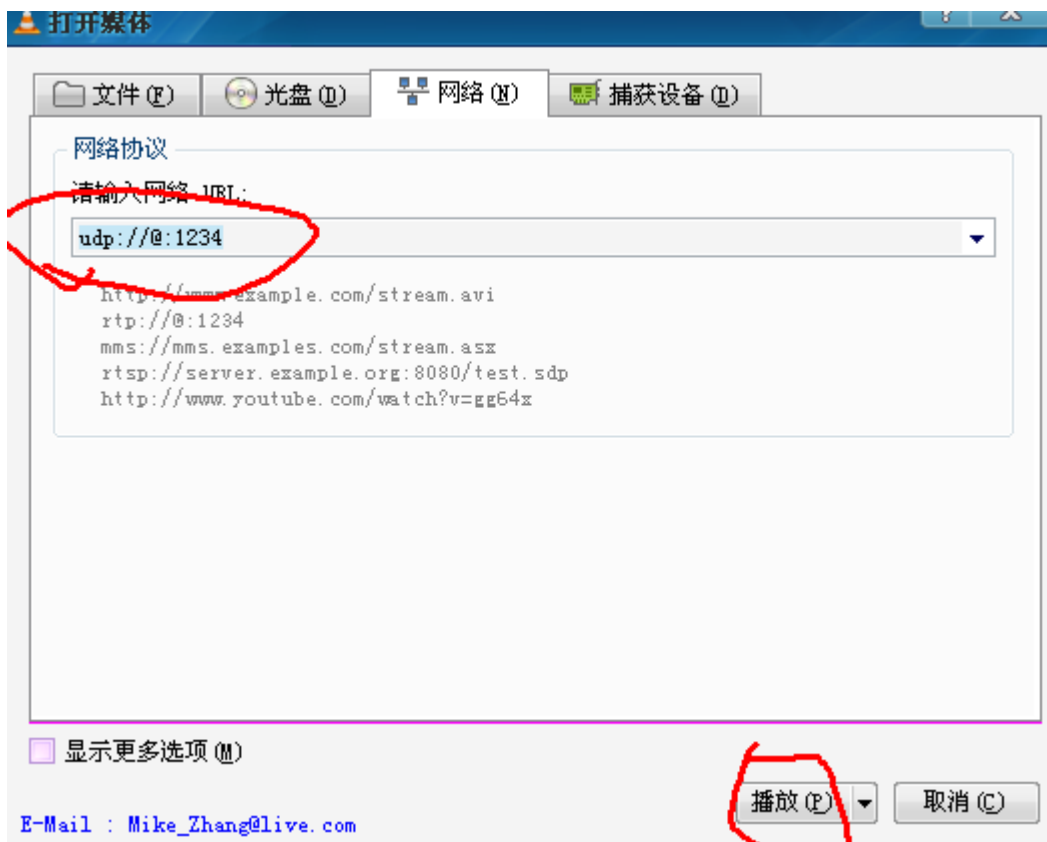 打开媒体
文件(F) 光盘(D) 网络(N) 捕获设备(D)
网络协议
请输入网络 URL:
udp://@:1234
http://www.example.com/stream.avi
rtp://@:1234
mms://mms.examples.com/stream.asx
rtsp://server.example.org:8080/test.sdp
http://www.youtube.com/watch?v=gg64x
显示更多选项(M)
播放(P) 取消(C)
E-Mail : Mike_Zhang@live.com